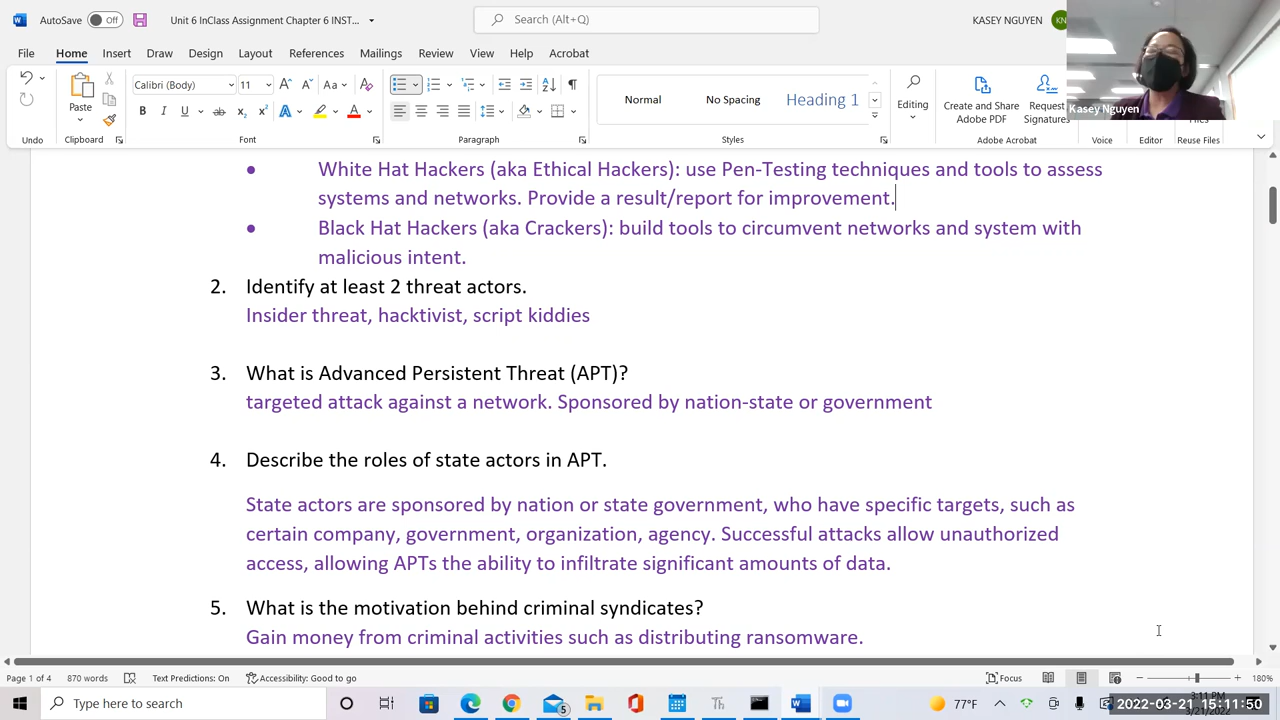 AutoSave Off
Unit 6 InClass Assignment Chapter 6 INST...
Search (Alt+Q)
KASEY NGUYEN KN
File Home Insert Draw Design Layout References Mailings Review View Help Acrobat
Calibri (Body) 11
Paste
Normal
No Spacing
Heading 1
Editing
Create and Share
Adobe PDF
Request
Signatures
Kasey Nguyen
Undo Clipboard Font Paragraph Styles Adobe Acrobat Voice Editor Reuse Files
• White Hat Hackers (aka Ethical Hackers): use Pen-Testing techniques and tools to assess
systems and networks. Provide a result/report for improvement.
• Black Hat Hackers (aka Crackers): build tools to circumvent networks and system with
malicious intent.
2. Identify at least 2 threat actors.
Insider threat, hacktivist, script kiddies
3. What is Advanced Persistent Threat (APT)?
targeted attack against a network. Sponsored by nation-state or government
4. Describe the roles of state actors in APT.
State actors are sponsored by nation or state government, who have specific targets, such as
certain company, government, organization, agency. Successful attacks allow unauthorized
access, allowing APTs the ability to infiltrate significant amounts of data.
5. What is the motivation behind criminal syndicates?
Gain money from criminal activities such as distributing ransomware.
Page 1 of 4 870 words Text Predictions: On Accessibility: Good to go Focus 180%
Type here to search
5
77°F
3:11 PM
2022-03-21 15:11:50
3/21/2022